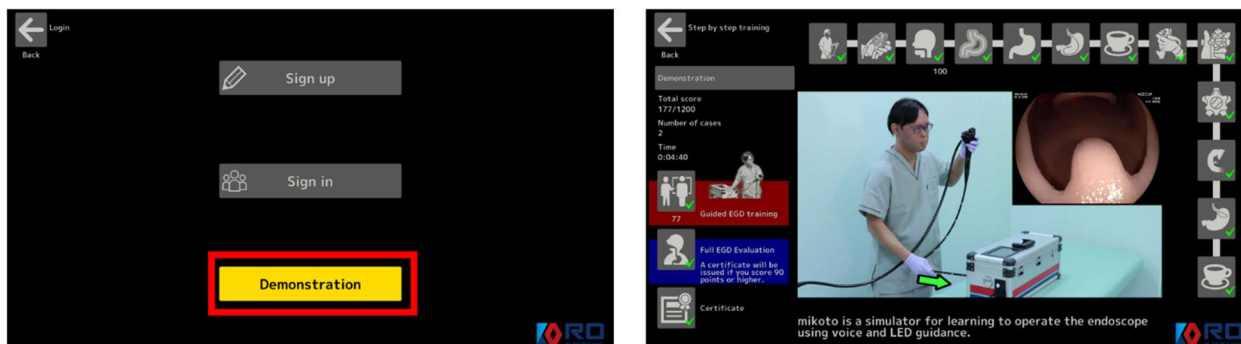 Login
Back
Sign up
Sign in
Demonstration
RD
Step by step training
Back
100
Demonstration
Total score
177/1200
Number of cases
2
Time
0:04:40
77
Guided EGD training
Full EGD Evaluation
A certificate will be
issued if you score 90
points or higher.
Certificate
mikoto is a simulator for learning to operate the endoscope
using voice and LED guidance.
RD